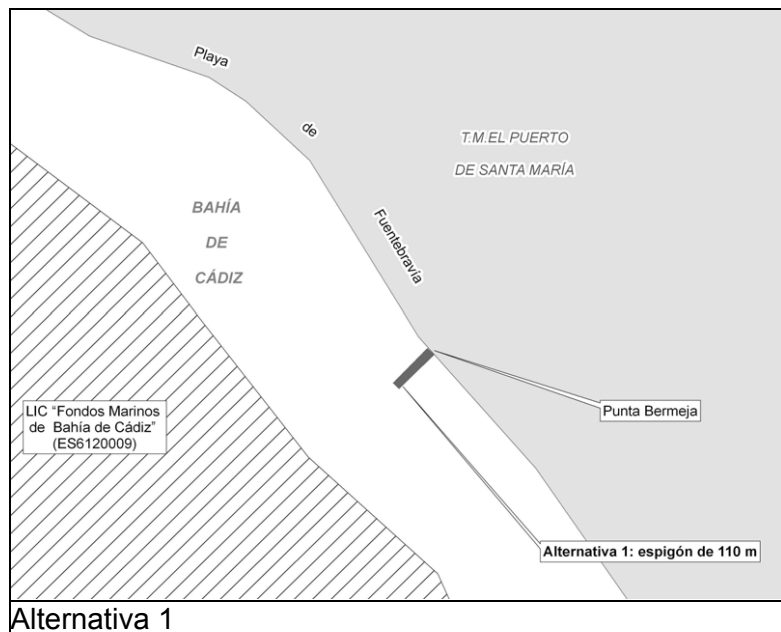 Playa
de
Fuentebravía
T.M.EL PUERTO
DE SANTA MARÍA
BAHÍA
DE
CÁDIZ
LIC "Fondos Marinos
de Bahía de Cádiz"
(ES6120009)
Punta Bermeja
Alternativa 1: espigón de 110 m
Alternativa 1